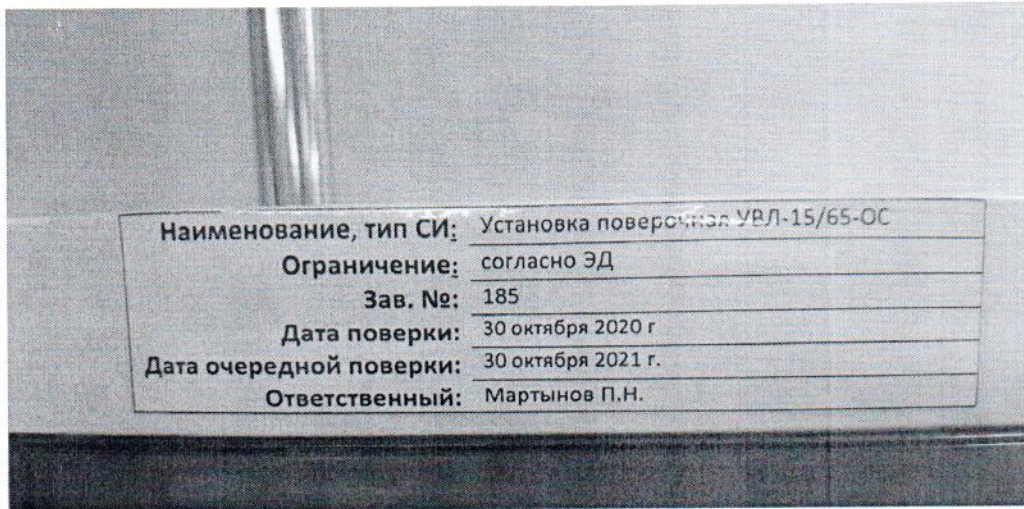 Наименование, тип СИ: Установка поверочная УВЛ-15/65-ОС
Ограничение: согласно ЭД
Зав. №: 185
Дата поверки: 30 октября 2020 г
Дата очередной поверки: 30 октября 2021 г.
Ответственный: Мартынов П.Н.